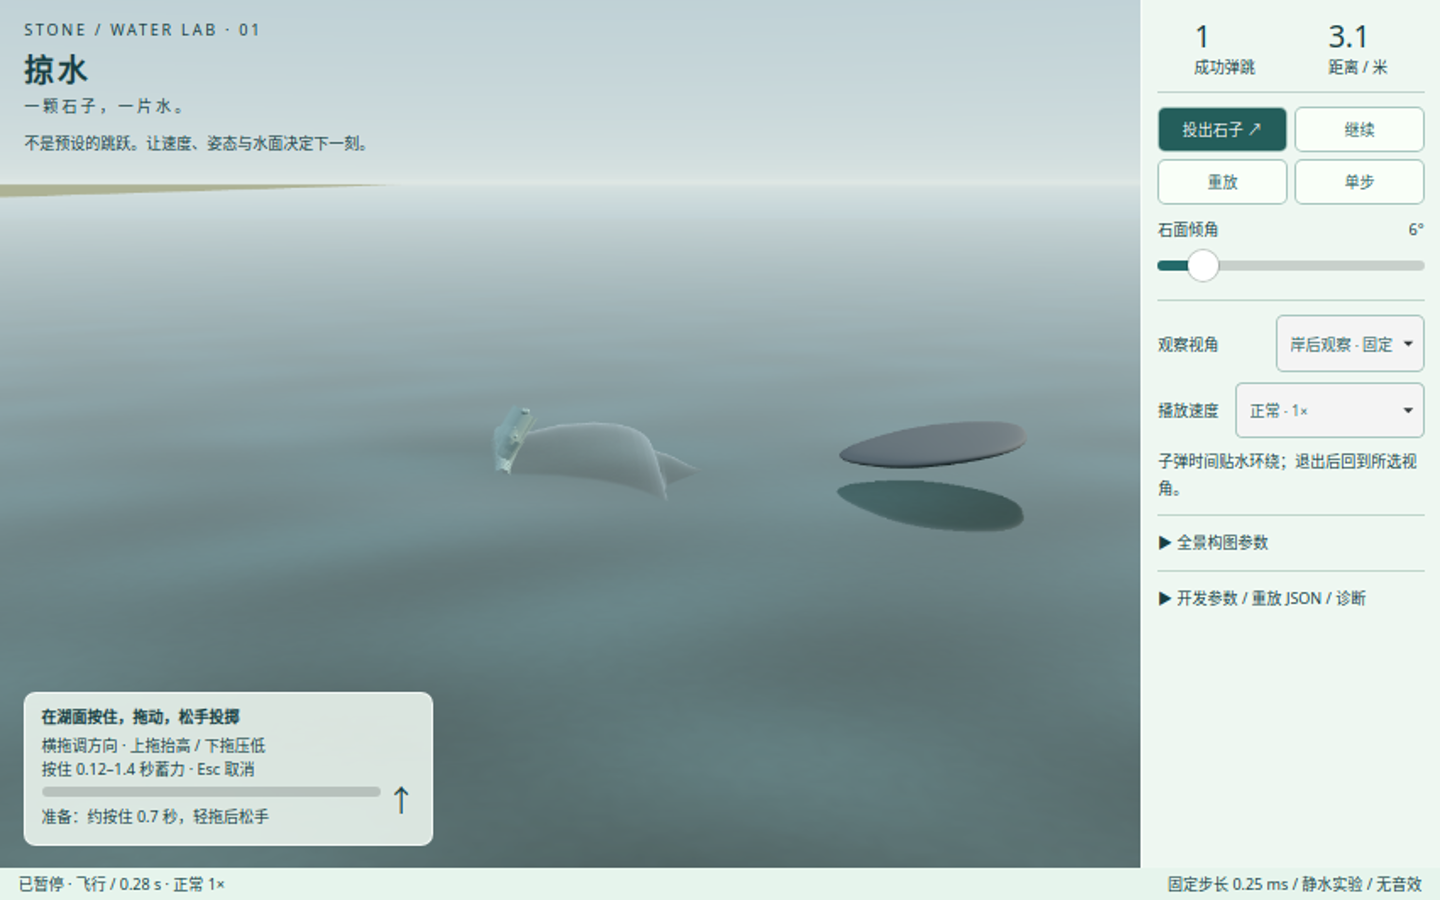 STONE / WATER LAB · 01
掠水
一颗石子，一片水。
不是预设的跳跃。让速度、姿态与水面决定下一刻。
1
成功弹跳
3.1
距离 / 米
投出石子 ↗
继续
重放
单步
石面倾角
6°
观察视角
岸后观察 · 固定
播放速度
正常 · 1×
子弹时间贴水环绕；退出后回到所选视
角。
▶ 全景构图参数
▶ 开发参数 / 重放 JSON / 诊断
在湖面按住，拖动，松手投掷
横拖调方向 · 上拖抬高 / 下拖压低
按住 0.12–1.4 秒蓄力 · Esc 取消
↑
准备：约按住 0.7 秒，轻拖后松手
已暂停 · 飞行 / 0.28 s · 正常 1×
固定步长 0.25 ms / 静水实验 / 无音效